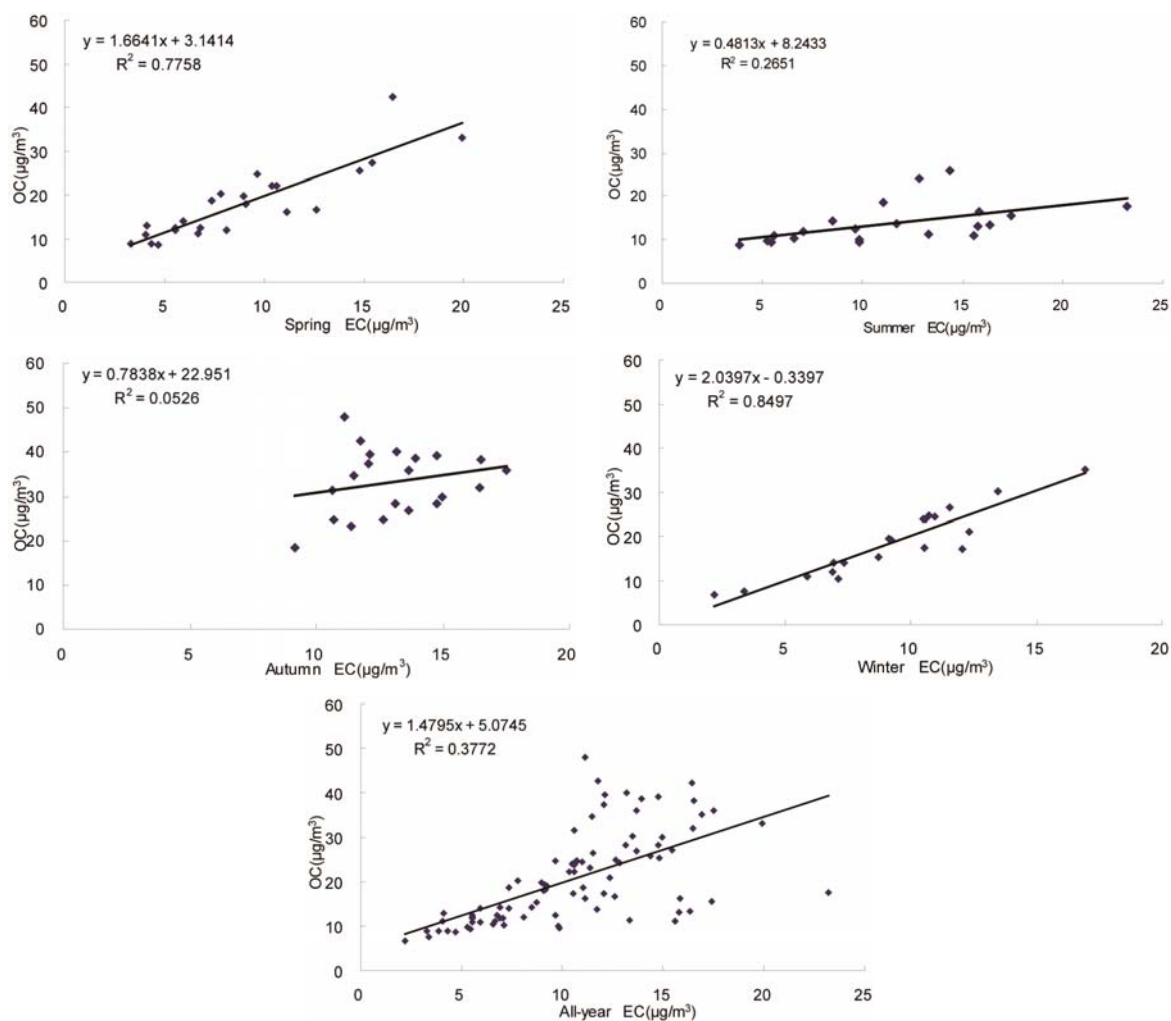 y = 1.6641x + 3.1414
R² = 0.7758
60
50
40
30
20
10
0
OC(μg/m³)
0 5 10 15 20 25
Spring EC(μg/m³)
y = 0.4813x + 8.2433
R² = 0.2651
60
50
40
30
20
10
0
OC(μg/m³)
0 5 10 15 20 25
Summer EC(μg/m³)
y = 0.7838x + 22.951
R² = 0.0526
60
50
40
30
20
10
0
OC(μg/m³)
0 10 15 20
Autumn EC(μg/m³)
y = 2.0397x - 0.3397
R² = 0.8497
60
50
40
30
20
10
0
OC(μg/m³)
0 5 10 15 20
Winter EC(μg/m³)
y = 1.4795x + 5.0745
R² = 0.3772
60
50
40
30
20
10
0
OC(μg/m³)
0 5 10 15 20 25
All-year EC(μg/m³)